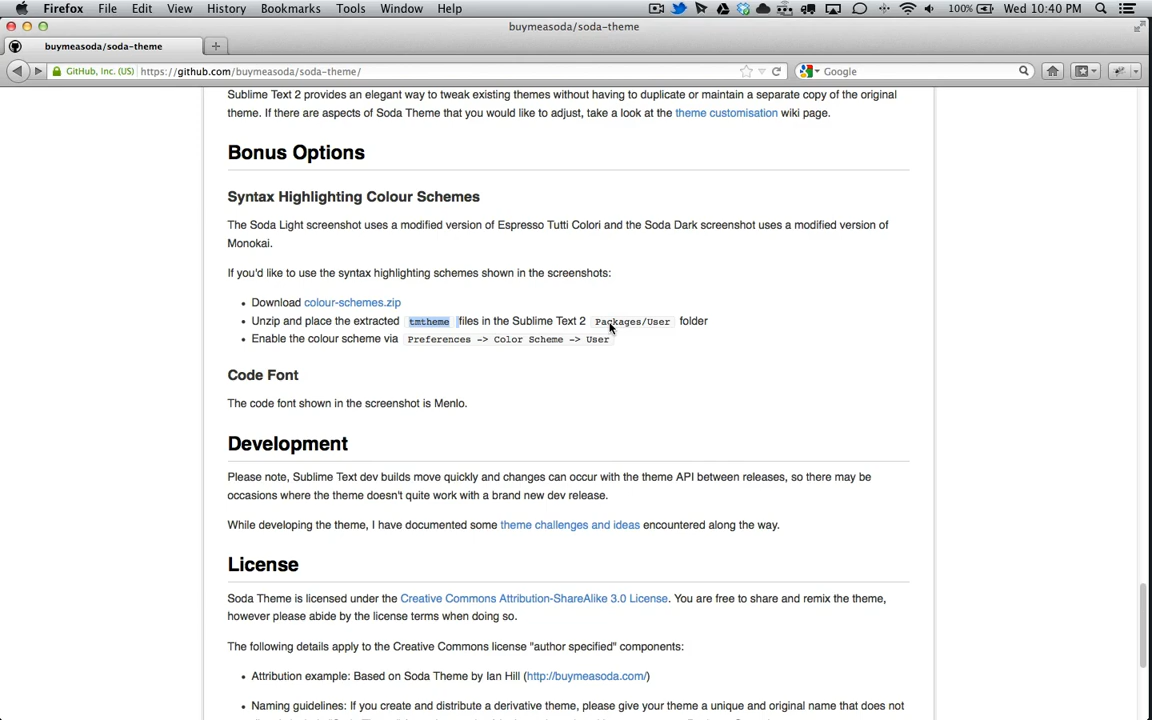 Firefox File Edit View History Bookmarks Tools Window Help 100% Wed 10:40 PM
buymeasoda/soda-theme
buymeasoda/soda-theme
GitHub, Inc. (US) https://github.com/buymeasoda/soda-theme/ Google
Sublime Text 2 provides an elegant way to tweak existing themes without having to duplicate or maintain a separate copy of the original
theme. If there are aspects of Soda Theme that you would like to adjust, take a look at the theme customisation wiki page.
Bonus Options
Syntax Highlighting Colour Schemes
The Soda Light screenshot uses a modified version of Espresso Tutti Colori and the Soda Dark screenshot uses a modified version of
Monokai.
If you'd like to use the syntax highlighting schemes shown in the screenshots:
• Download colour-schemes.zip
• Unzip and place the extracted tmtheme files in the Sublime Text 2 Packages/User folder
• Enable the colour scheme via Preferences -> Color Scheme -> User
Code Font
The code font shown in the screenshot is Menlo.
Development
Please note, Sublime Text dev builds move quickly and changes can occur with the theme API between releases, so there may be
occasions where the theme doesn't quite work with a brand new dev release.
While developing the theme, I have documented some theme challenges and ideas encountered along the way.
License
Soda Theme is licensed under the Creative Commons Attribution-ShareAlike 3.0 License. You are free to share and remix the theme,
however please abide by the license terms when doing so.
The following details apply to the Creative Commons license "author specified" components:
• Attribution example: Based on Soda Theme by Ian Hill (http://buymeasoda.com/)
• Naming guidelines: If you create and distribute a derivative theme, please give your theme a unique and original name that does not